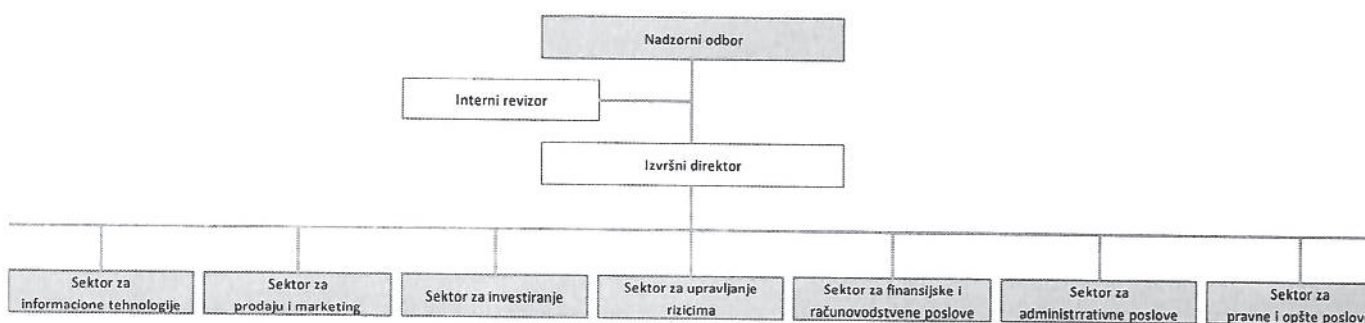 Nadzorni odbor
Interni revizor
Izvršni direktor
Sektor za
informacione tehnologije
Sektor za
prodaju i marketing
Sektor za investiranje
Sektor za upravljanje
rizicima
Sektor za finansijske i
računovodstvene poslove
Sektor za
administrrativne poslove
Sektor za
pravne i opšte poslov